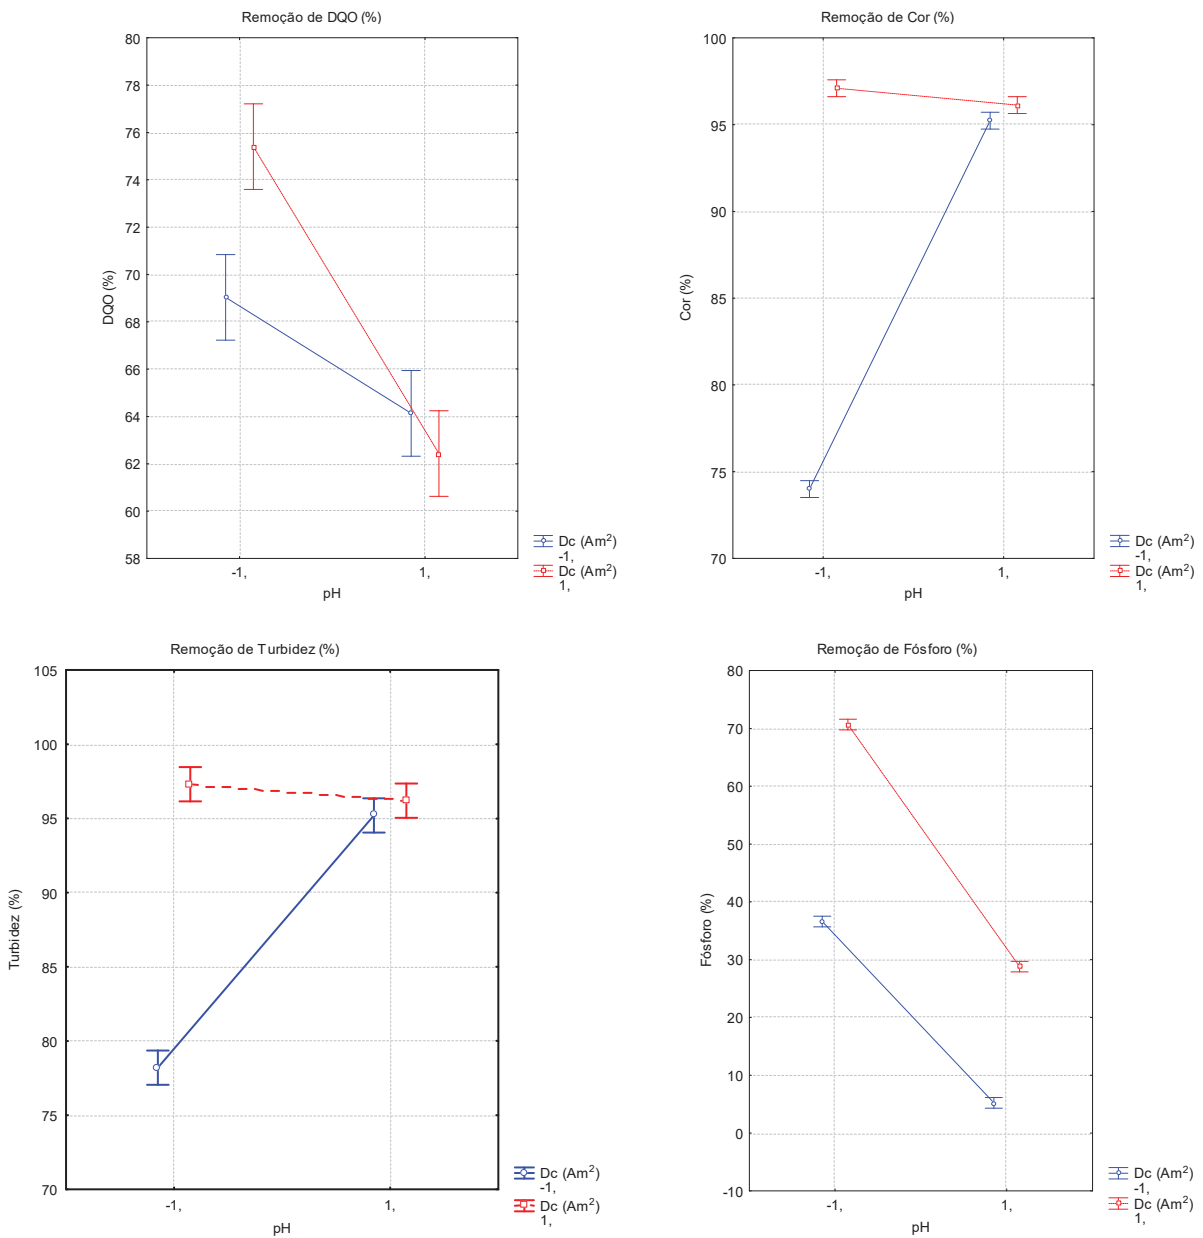 Remoção de DQO (%)
80
78
76
74
72
70
68
66
64
62
60
58
DQO (%)
-1,
1,
pH
Dc (Am²)
-1,
Dc (Am²)
1,
Remoção de Cor (%)
100
95
90
85
80
75
70
Cor (%)
-1,
1,
pH
Dc (Am²)
-1,
Dc (Am²)
1,
Remoção de Turbidez (%)
105
100
95
90
85
80
75
70
Turbidez (%)
-1,
1,
pH
Dc (Am²)
-1,
Dc (Am²)
1,
Remoção de Fósforo (%)
80
70
60
50
40
30
20
10
0
-10
Fósforo (%)
-1,
1,
pH
Dc (Am²)
-1,
Dc (Am²)
1,